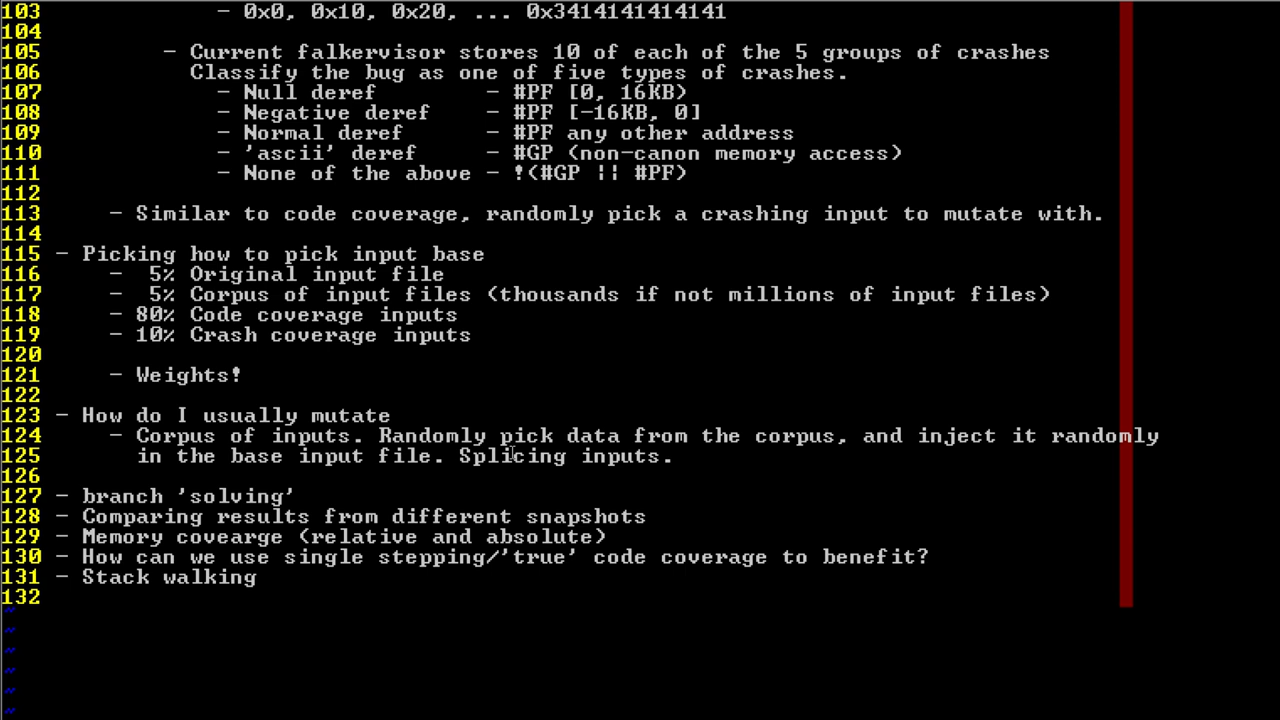 103 - 0x0, 0x10, 0x20, ... 0x3414141414141
104
105 - Current falkervisor stores 10 of each of the 5 groups of crashes
106 Classify the bug as one of five types of crashes.
107 - Null deref - #PF [0, 16KB)
108 - Negative deref - #PF [-16KB, 0]
109 - Normal deref - #PF any other address
110 - 'ascii' deref - #GP (non-canon memory access)
111 - None of the above - !(#GP || #PF)
112
113 - Similar to code coverage, randomly pick a crashing input to mutate with.
114
115 - Picking how to pick input base
116 - 5% Original input file
117 - 5% Corpus of input files (thousands if not millions of input files)
118 - 80% Code coverage inputs
119 - 10% Crash coverage inputs
120
121 - Weights!
122
123 - How do I usually mutate
124 - Corpus of inputs. Randomly pick data from the corpus, and inject it randomly
125 in the base input file. Splicing inputs.
126
127 - branch 'solving'
128 - Comparing results from different snapshots
129 - Memory covearge (relative and absolute)
130 - How can we use single stepping/'true' code coverage to benefit?
131 - Stack walking
132
~
~
~
~
~
~